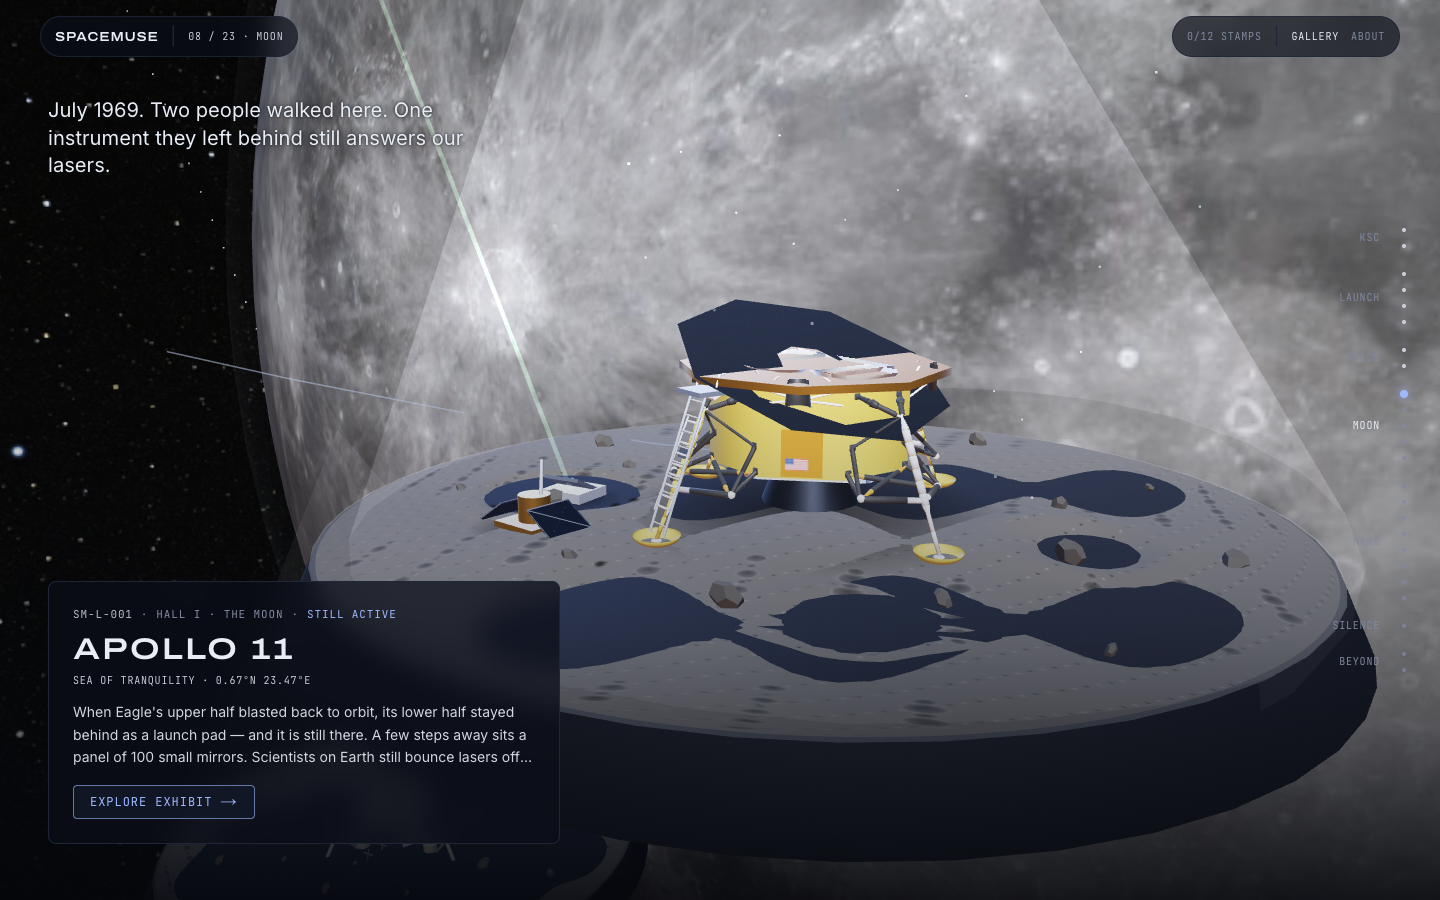 SPACEMUSE
08 / 23 · MOON
0/12 STAMPS
GALLERY
ABOUT
July 1969. Two people walked here. One
instrument they left behind still answers our
lasers.
KSC
LAUNCH
MOON
SILENCE
BEYOND
SM-L-001 · HALL I · THE MOON · STILL ACTIVE
APOLLO 11
SEA OF TRANQUILITY · 0.67°N 23.47°E
When Eagle's upper half blasted back to orbit, its lower half stayed
behind as a launch pad — and it is still there. A few steps away sits a
panel of 100 small mirrors. Scientists on Earth still bounce lasers off…
EXPLORE EXHIBIT →